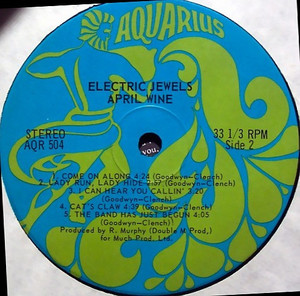 AQUARIUS
ELECTRIC JEWELS
APRIL WINE
STEREO
AQR 504
33 1/3 RPM
Side 2
you.
1. COME ON ALONG 4:24 (Goodwyn-Clench)
2. LADY RUN, LADY HIDE 2:57 (Goodwyn-Clench)
3. I CAN HEAR YOU CALLIN' 3:20
(Goodwyn-Clench)
4. CAT'S CLAW 4:39 (Goodwyn-Clench)
5. THE BAND HAS JUST BEGUN 4:05
(Goodwyn-Clench)
Produced by R. Murphy (Double M Prod.,)
for Much Prod. Ltd.